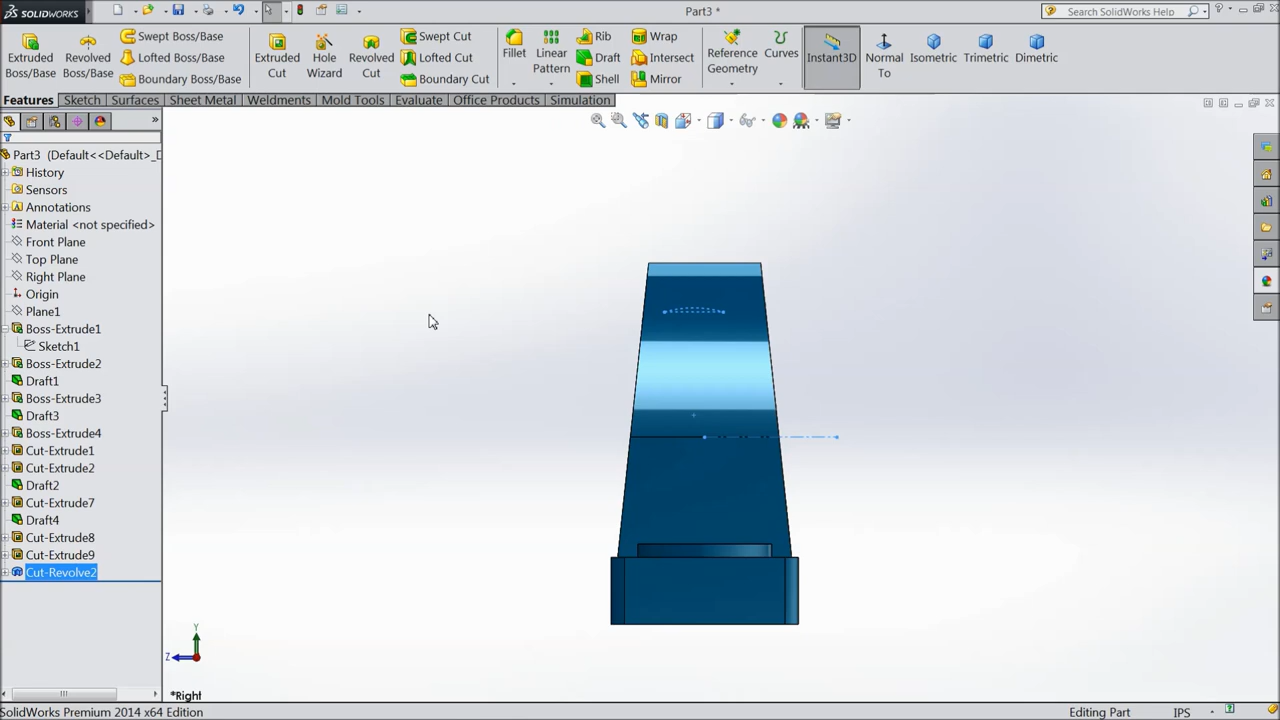 SOLIDWORKS
Part3 *
Search SolidWorks Help
Extruded Boss/Base
Revolved Boss/Base
Swept Boss/Base
Lofted Boss/Base
Boundary Boss/Base
Extruded Cut
Hole Wizard
Revolved Cut
Swept Cut
Lofted Cut
Boundary Cut
Fillet
Linear Pattern
Rib
Draft
Shell
Wrap
Intersect
Mirror
Reference Geometry
Curves
Instant3D
Normal To
Isometric
Trimetric
Dimetric
Features
Sketch
Surfaces
Sheet Metal
Weldments
Mold Tools
Evaluate
Office Products
Simulation
Part3 (Default<<Default>_D
History
Sensors
Annotations
Material <not specified>
Front Plane
Top Plane
Right Plane
Origin
Plane1
Boss-Extrude1
Sketch1
Boss-Extrude2
Draft1
Boss-Extrude3
Draft3
Boss-Extrude4
Cut-Extrude1
Cut-Extrude2
Draft2
Cut-Extrude7
Draft4
Cut-Extrude8
Cut-Extrude9
Cut-Revolve2
Y
Z
*Right
SolidWorks Premium 2014 x64 Edition
Editing Part
IPS